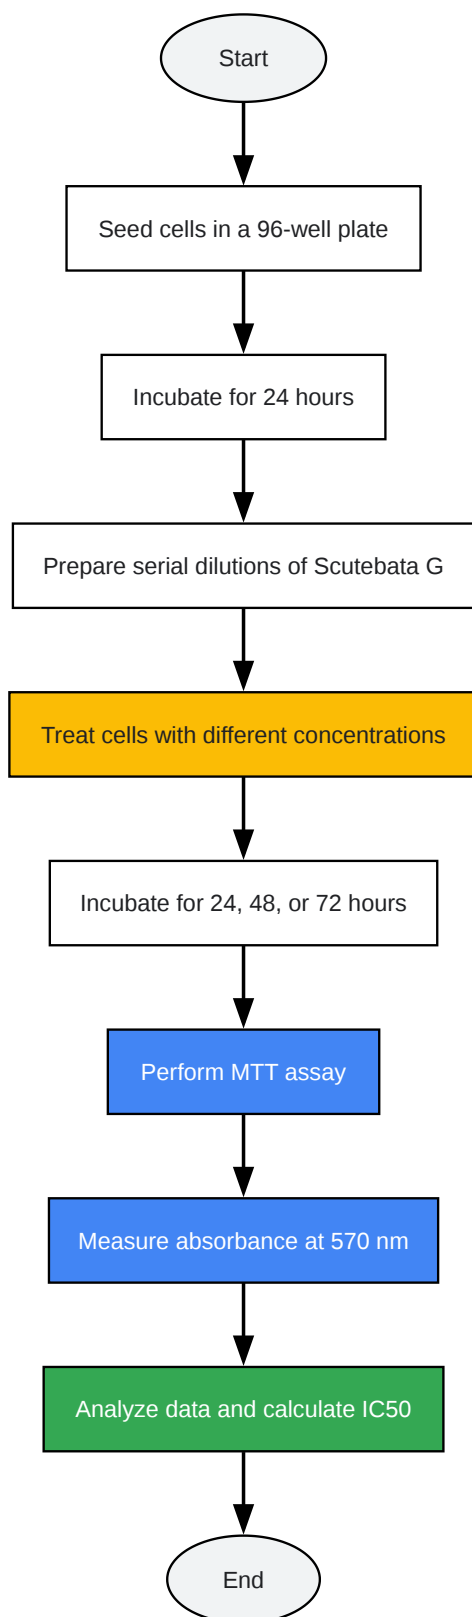 Start
Seed cells in a 96-well plate
Incubate for 24 hours
Prepare serial dilutions of Scutebata G
Treat cells with different concentrations
Incubate for 24, 48, or 72 hours
Perform MTT assay
Measure absorbance at 570 nm
Analyze data and calculate IC50
End